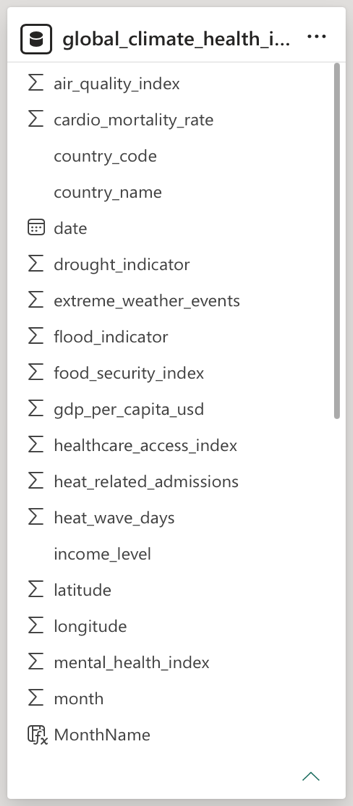 global_climate_health_i...
air_quality_index
cardio_mortality_rate
country_code
country_name
date
drought_indicator
extreme_weather_events
flood_indicator
food_security_index
gdp_per_capita_usd
healthcare_access_index
heat_related_admissions
heat_wave_days
income_level
latitude
longitude
mental_health_index
month
MonthName